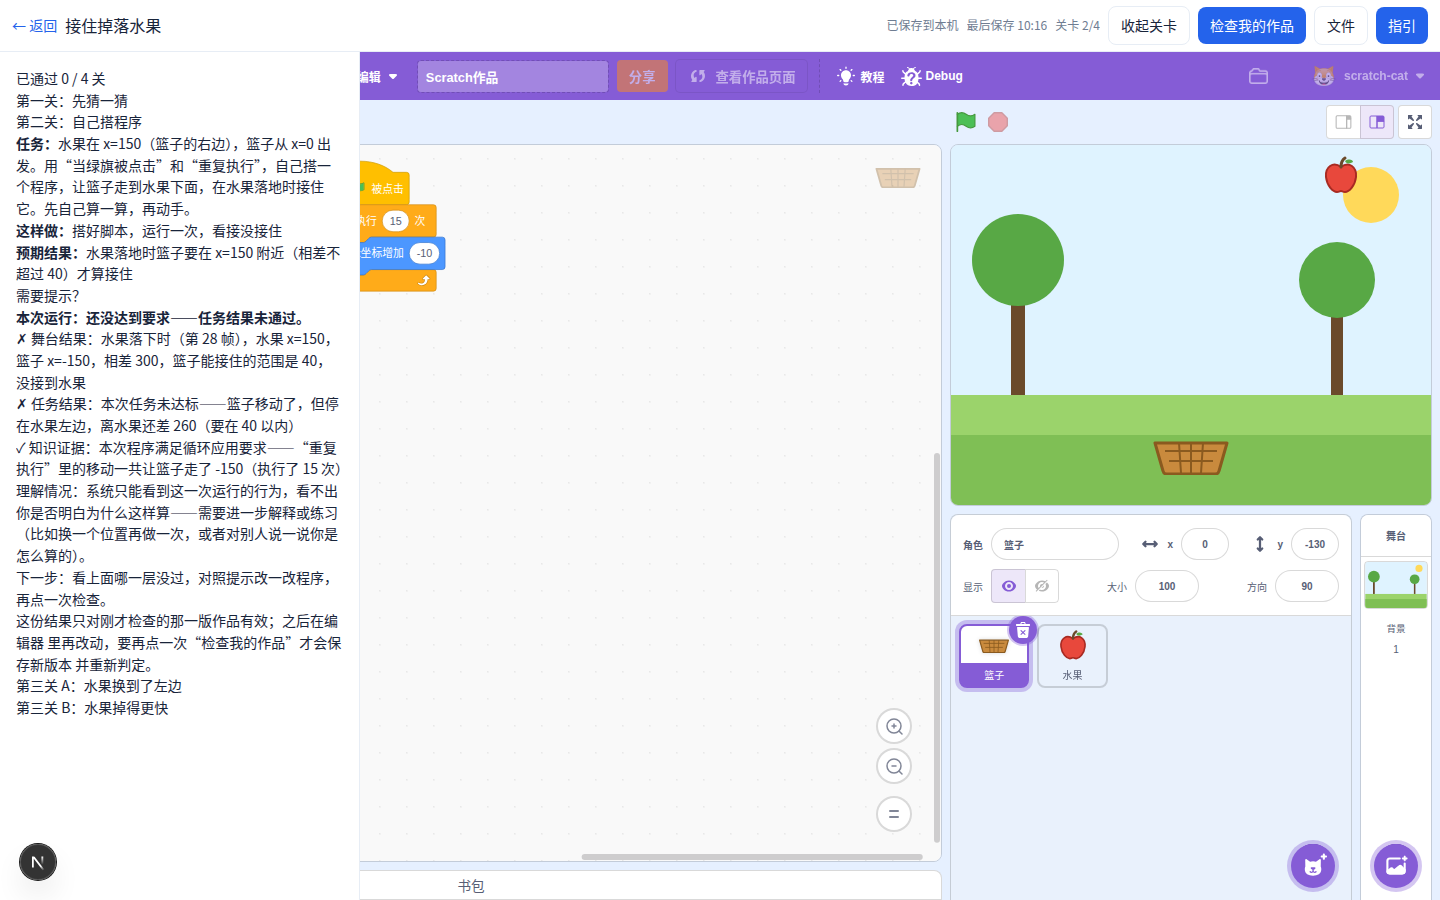 ←返回 接住掉落水果
已保存到本机 最后保存 10:16 关卡 2/4 收起关卡 检查我的作品 文件 指引
已通过 0 / 4 关
第一关：先猜一猜
第二关：自己搭程序
任务：水果在 x=150（篮子的右边），篮子从 x=0 出
发。用“当绿旗被点击”和“重复执行”，自己搭一
个程序，让篮子走到水果下面，在水果落地时接住
它。先自己算一算，再动手。
这样做：搭好脚本，运行一次，看接没接住
预期结果：水果落地时篮子要在 x=150 附近（相差不
超过 40）才算接住
需要提示？
本次运行：还没达到要求——任务结果未通过。
✗ 舞台结果：水果落下时（第 28 帧），水果 x=150，
篮子 x=-150，相差 300，篮子能接住的范围是 40，
没接到水果
✗ 任务结果：本次任务未达标——篮子移动了，但停
在水果左边，离水果还差 260（要在 40 以内）
✓ 知识证据：本次程序满足循环应用要求——“重复
执行”里的移动一共让篮子走了 -150（执行了 15 次）
理解情况：系统只能看到这一次运行的行为，看不出
你是否明白为什么这样算——需要进一步解释或练习
（比如换一个位置再做一次，或者对别人说一说你是
怎么算的）。
下一步：看上面哪一层没过，对照提示改一改程序，
再点一次检查。
这份结果只对刚才检查的那一版作品有效；之后在编
辑器 里再改动，要再点一次“检查我的作品”才会保
存新版本 并重新判定。
第三关 A：水果换到了左边
第三关 B：水果掉得更快
N
编辑 Scratch作品 分享 查看作品页面 教程 Debug scratch-cat
被点击
执行 15 次
坐标增加 -10
书包
角色 篮子 x 0 y -130
显示 大小 100 方向 90
篮子 水果
舞台
背景
1